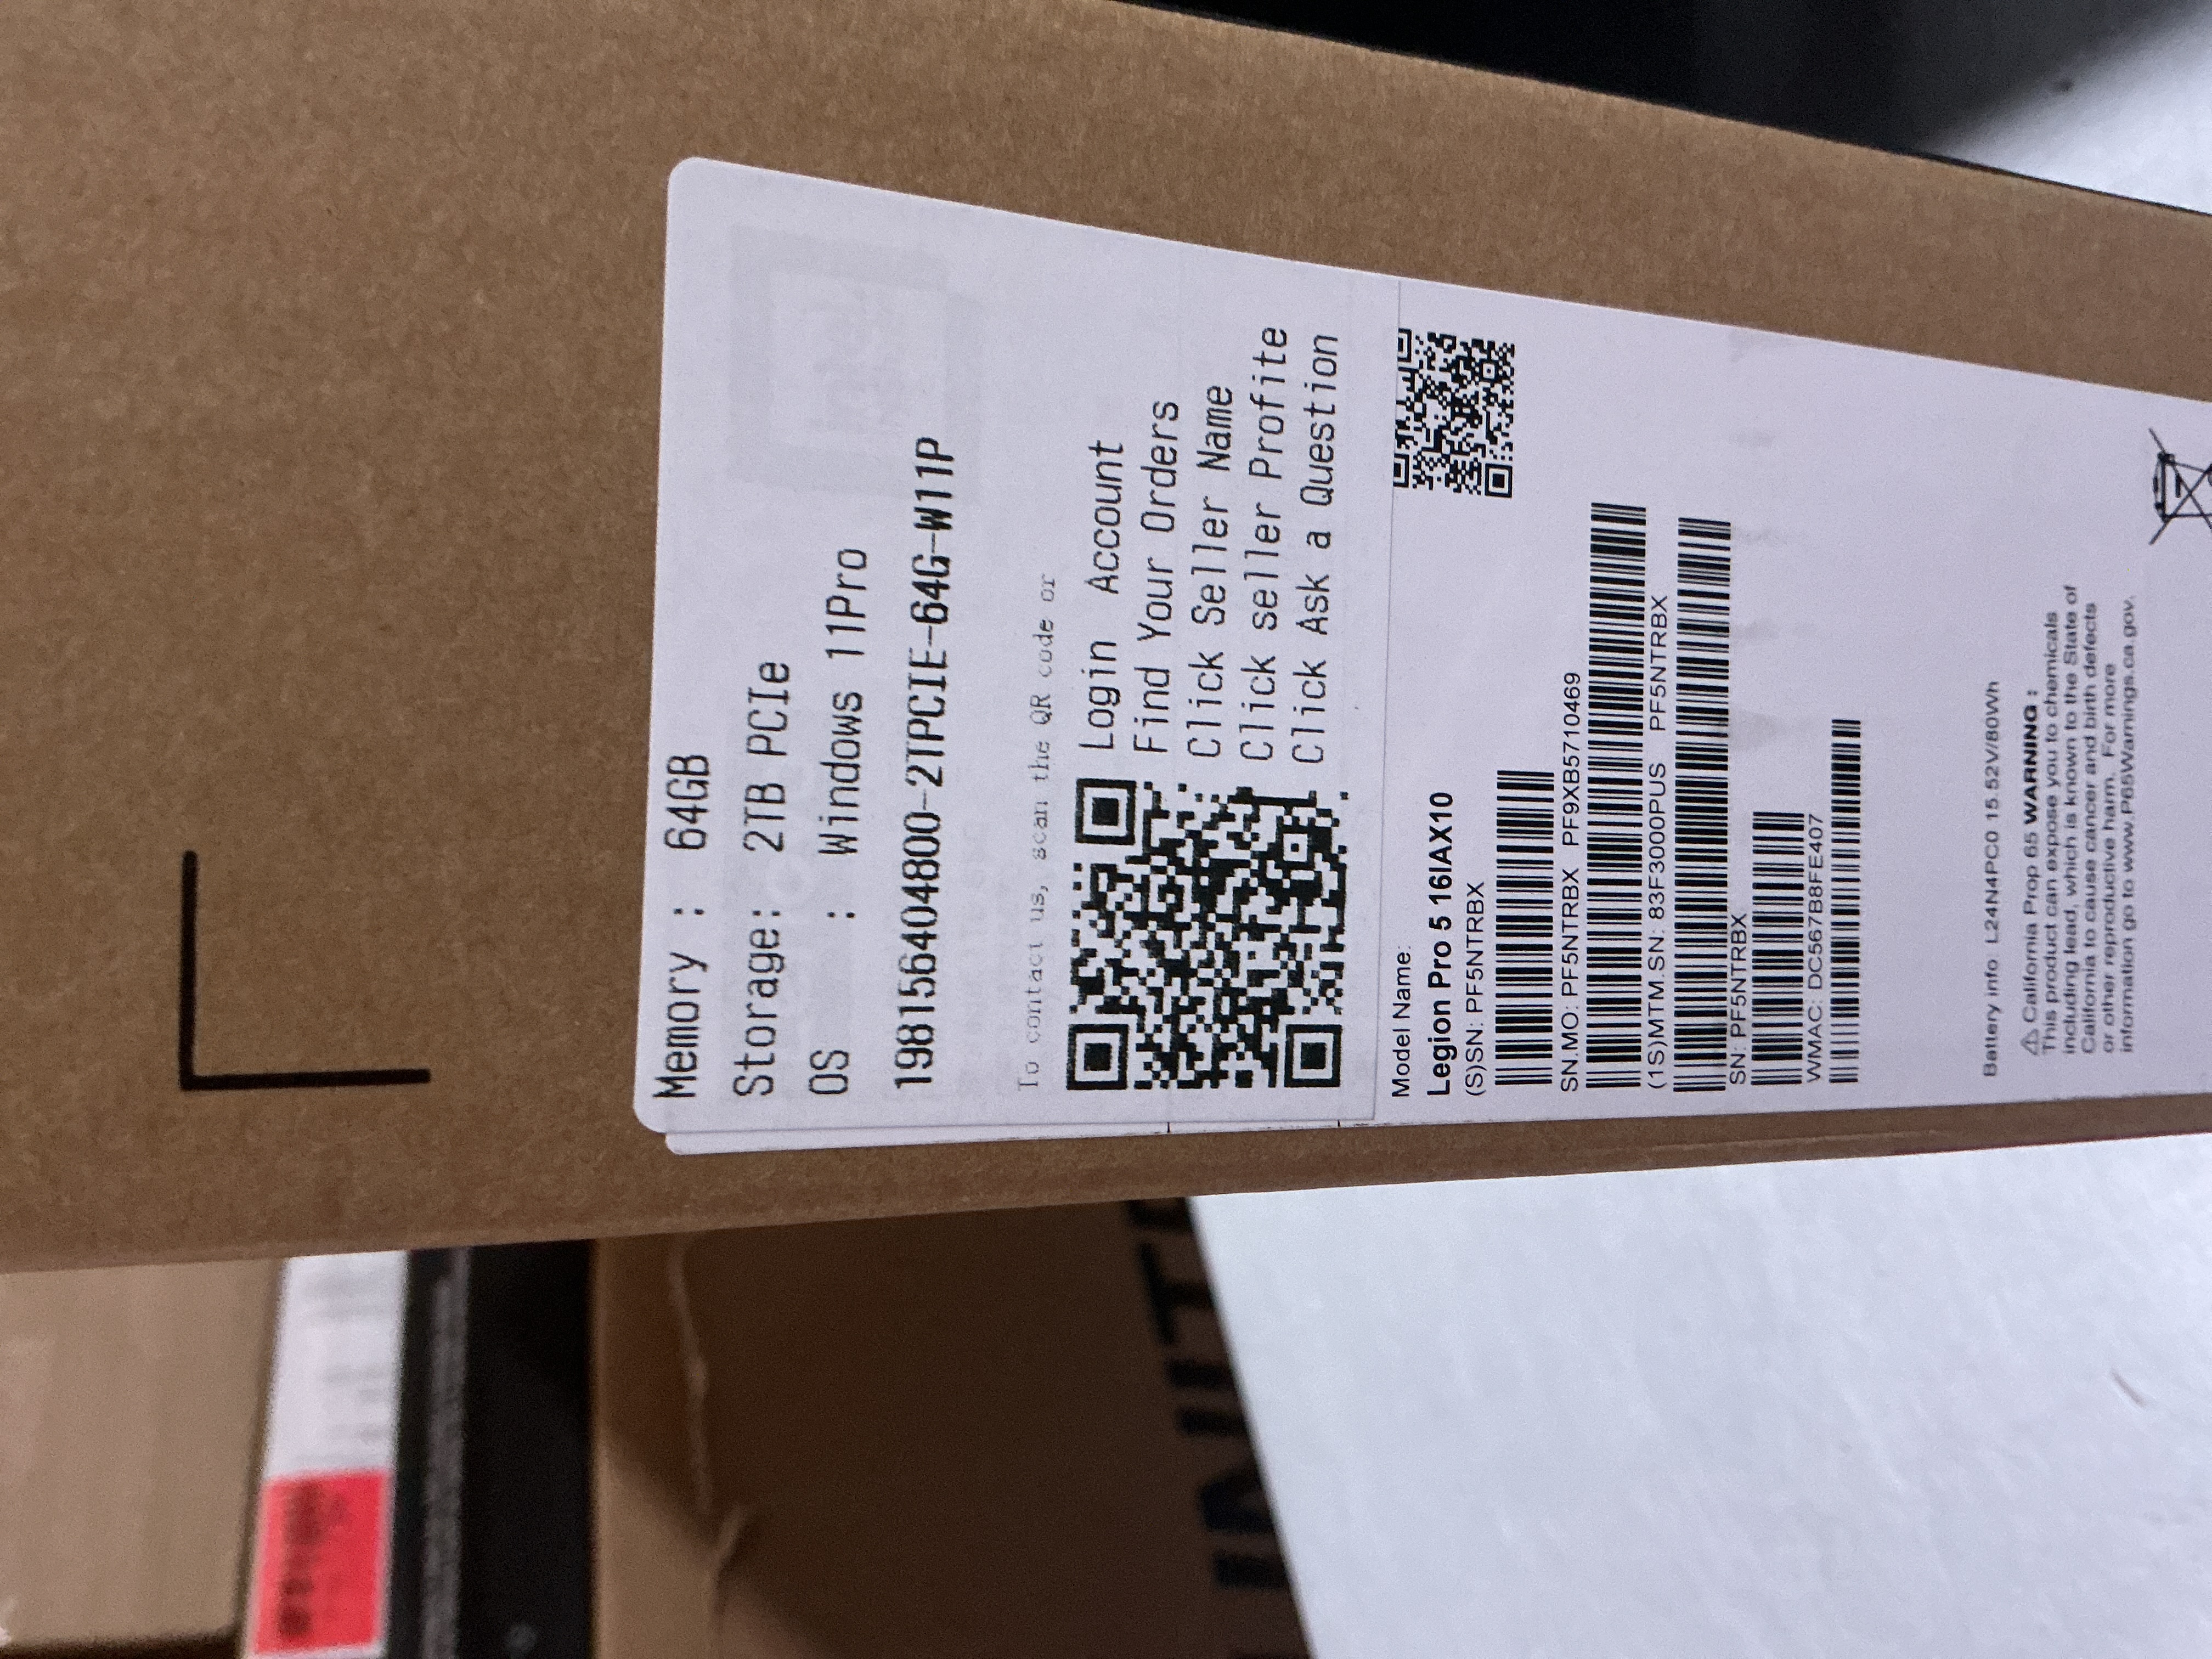 Memory : 64GB
Storage: 2TB PCIe
OS : Windows 11Pro
198156404800-2TPCIE-64G-W11P
To contact us, scan the QR code or
Login Account
Find Your Orders
Click Seller Name
Click seller Profite
Click Ask a Question
Model Name:
Legion Pro 5 16IAX10
(S)SN: PF5NTRBX
SN.MO: PF5NTRBX PF9XB5710469
(1S)MTM.SN: 83F3000PUS PF5NTRBX
SN: PF5NTRBX
WMAC: DC567B8FE407
Battery info L24N4PC0 15.52V/80Wh
⚠ California Prop 65 WARNING :
This product can expose you to chemicals
including lead, which is known to the State of
California to cause cancer and birth defects
or other reproductive harm. For more
information go to www.P65Warnings.ca.gov.